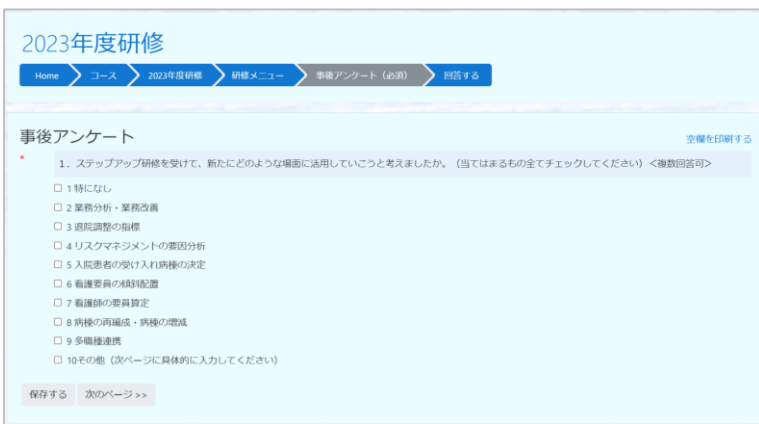 2023年度研修
Home コース 2023年度研修 研修メニュー 事後アンケート（必須） 回答する
事後アンケート
空欄を印刷する
* 1. ステップアップ研修を受けて、新たにどのような場面に活用していこうと考えましたか。（当てはまるもの全てチェックしてください）＜複数回答可＞
1 特になし
2 業務分析・業務改善
3 退院調整の指標
4 リスクマネジメントの要因分析
5 入院患者の受け入れ病棟の決定
6 看護要員の傾斜配置
7 看護師の要員算定
8 病棟の再編成・病棟の増減
9 多職種連携
10その他（次ページに具体的に入力してください）
保存する 次のページ >>